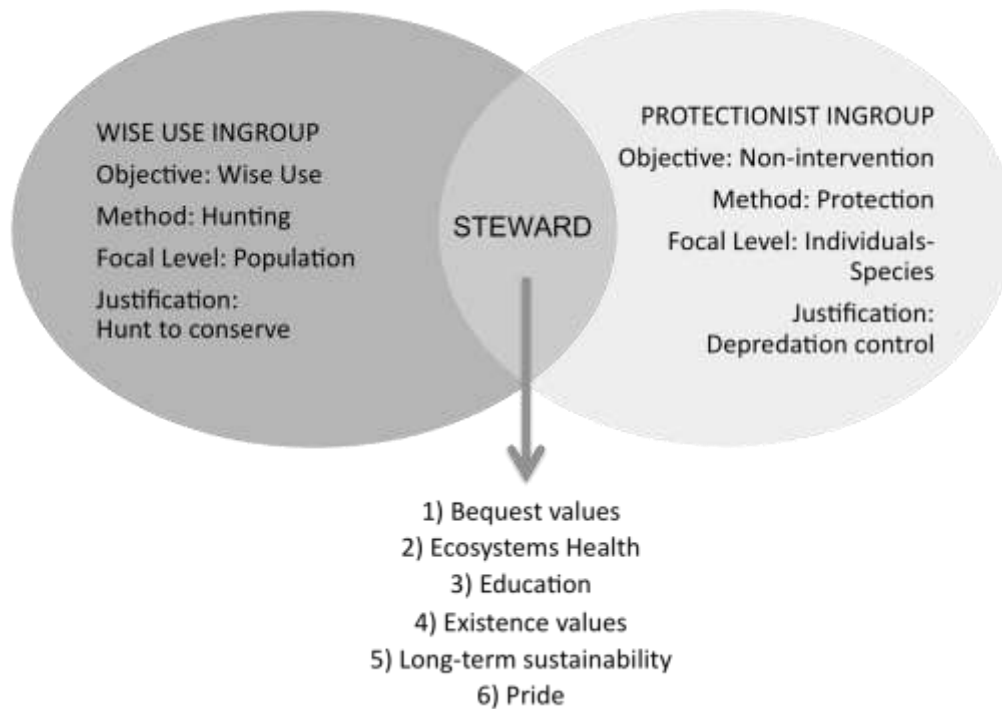 WISE USE INGROUP
Objective: Wise Use
Method: Hunting
Focal Level: Population
Justification:
Hunt to conserve
STEWARD
PROTECTIONIST INGROUP
Objective: Non-intervention
Method: Protection
Focal Level: Individuals-
Species
Justification:
Depredation control
1) Bequest values
2) Ecosystems Health
3) Education
4) Existence values
5) Long-term sustainability
6) Pride